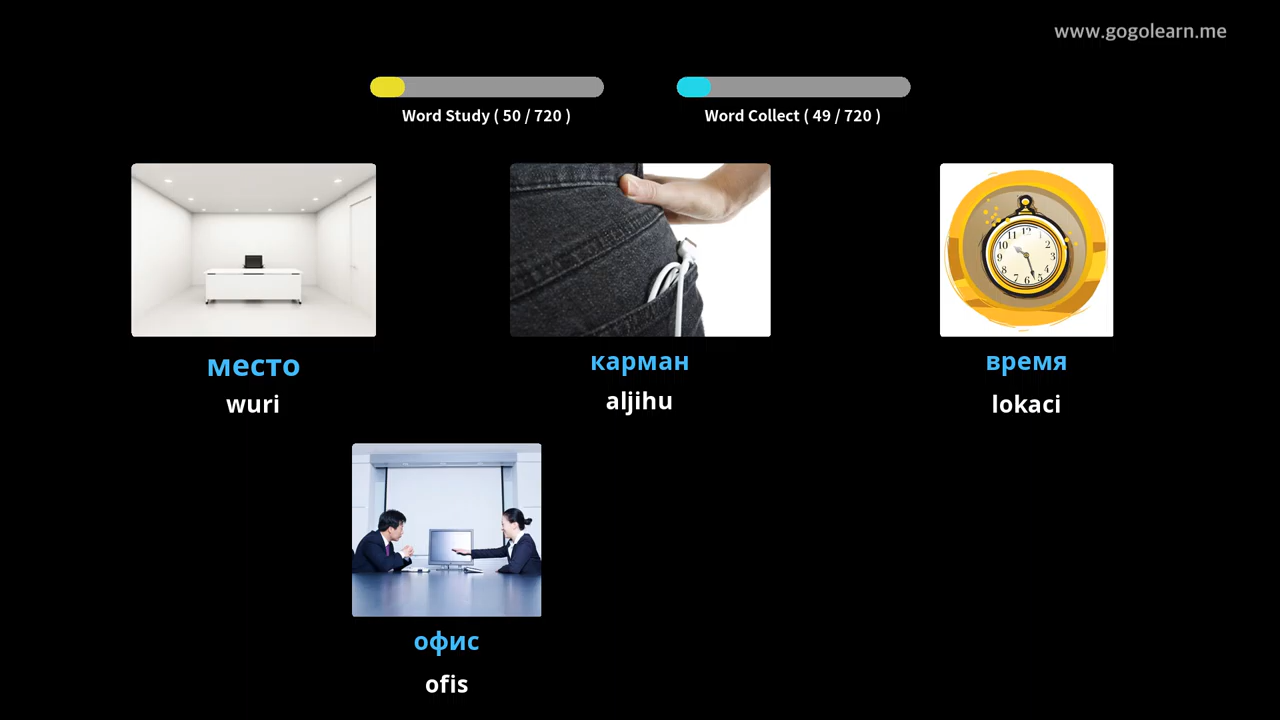 www.gogolearn.me
Word Study ( 50 / 720 )
Word Collect ( 49 / 720 )
место
карман
время
wuri
aljihu
lokaci
офис
ofis